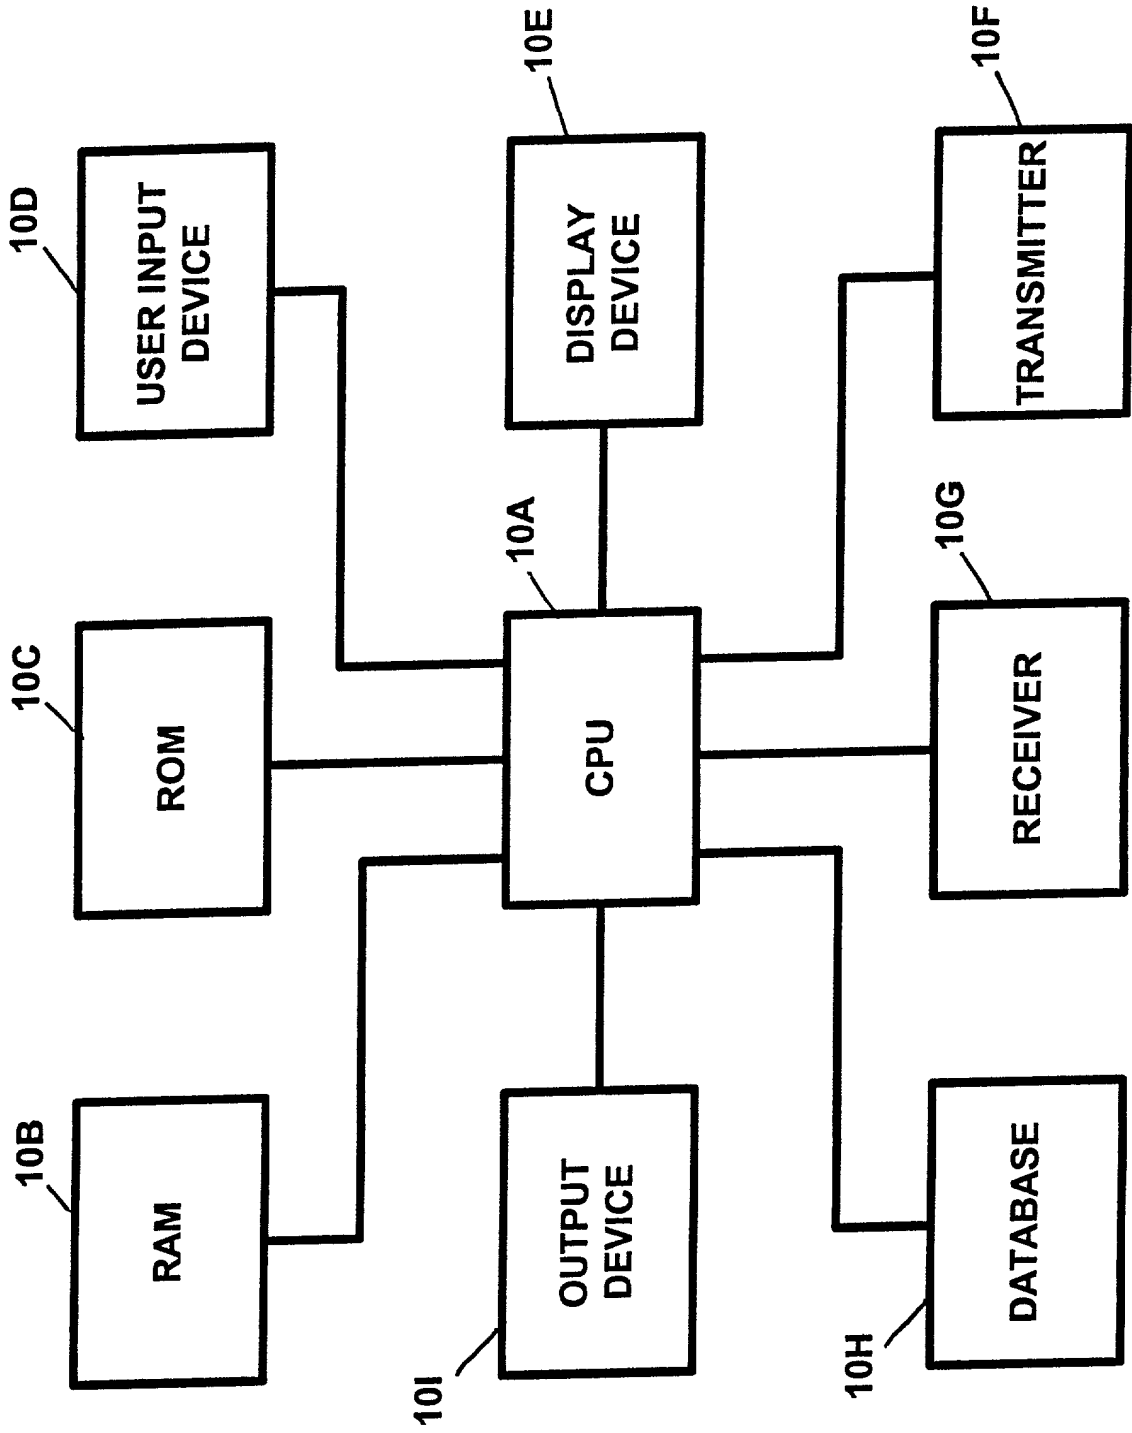 10B
10C
10D
RAM
ROM
USER INPUT
DEVICE
10I
10A
10E
OUTPUT
DEVICE
CPU
DISPLAY
DEVICE
10H
10G
10F
DATABASE
RECEIVER
TRANSMITTER